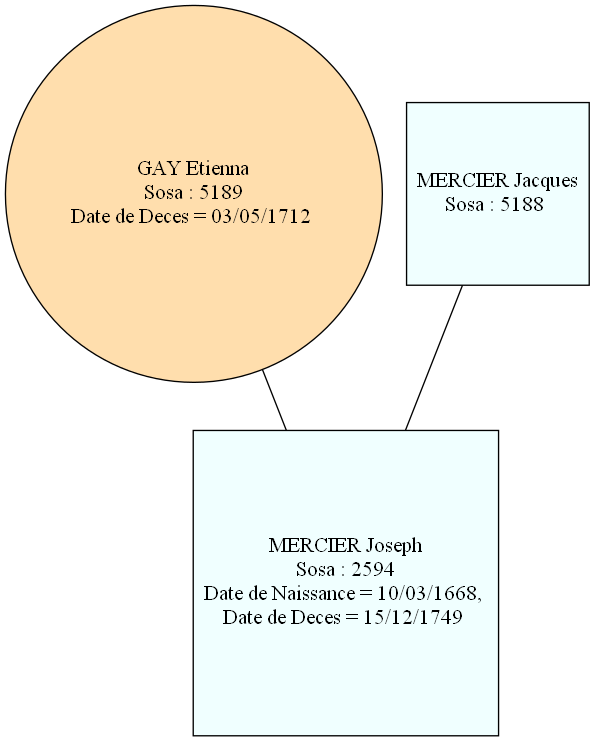 GAY Etienna
Sosa : 5189
Date de Deces = 03/05/1712
MERCIER Jacques
Sosa : 5188
MERCIER Joseph
Sosa : 2594
Date de Naissance = 10/03/1668,
Date de Deces = 15/12/1749